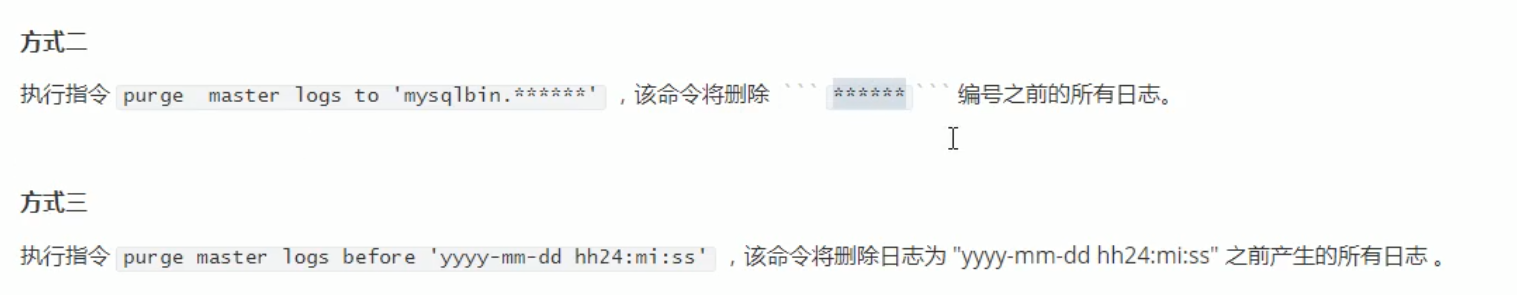 方式二
执行指令 purge  master logs to 'mysqlbin.******' ，该命令将删除 ``` ****** ``` 编号之前的所有日志。
方式三
执行指令 purge master logs before 'yyyy-mm-dd hh24:mi:ss' ，该命令将删除日志为 "yyyy-mm-dd hh24:mi:ss" 之前产生的所有日志 。